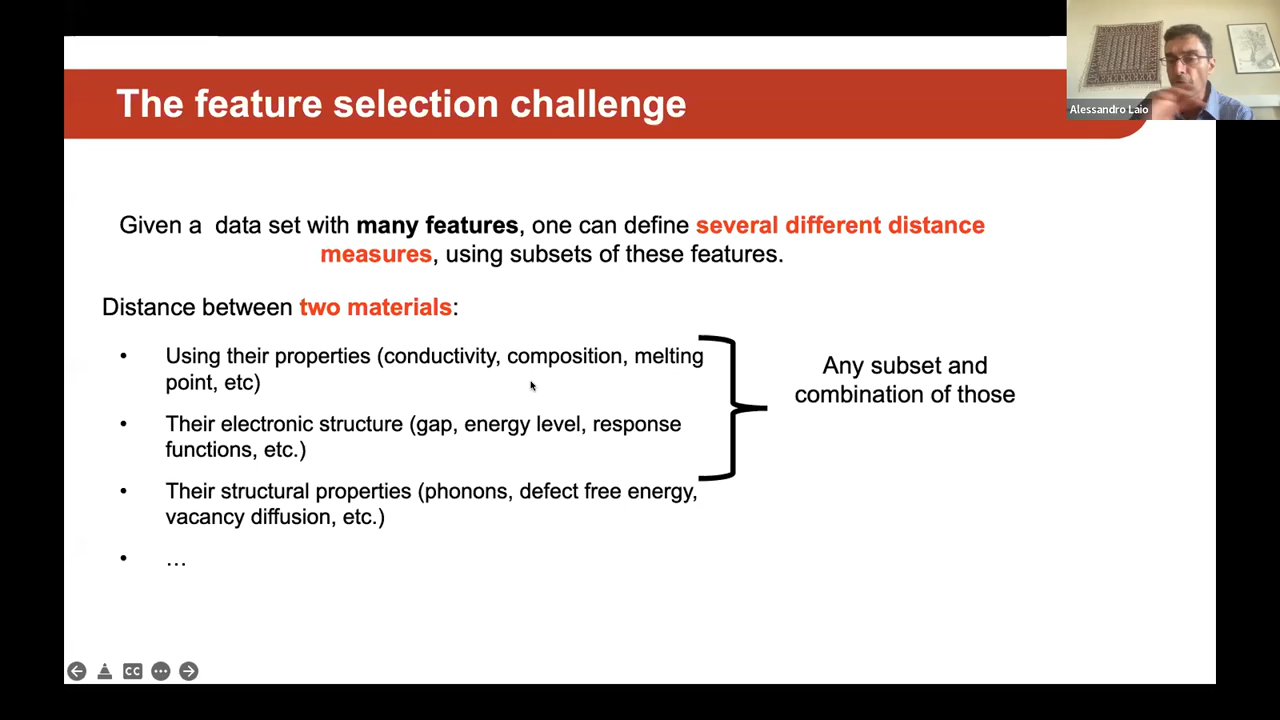 The feature selection challenge
Alessandro Laio
Given a data set with many features, one can define several different distance
measures, using subsets of these features.
Distance between two materials:
• Using their properties (conductivity, composition, melting
point, etc)
• Their electronic structure (gap, energy level, response
functions, etc.)
• Their structural properties (phonons, defect free energy,
vacancy diffusion, etc.)
• …
Any subset and
combination of those
CC